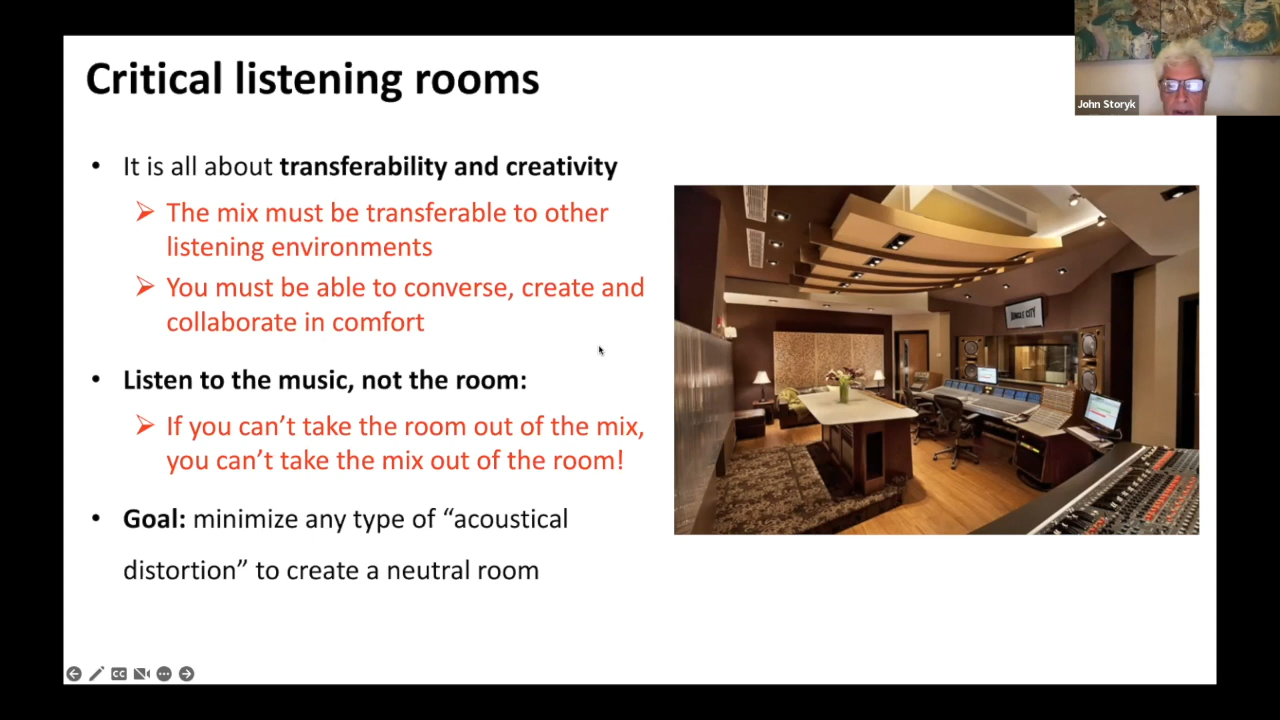 Critical listening rooms
John Storyk
• It is all about transferability and creativity
➢ The mix must be transferable to other
listening environments
➢ You must be able to converse, create and
collaborate in comfort
• Listen to the music, not the room:
➢ If you can’t take the room out of the mix,
you can’t take the mix out of the room!
• Goal: minimize any type of “acoustical
distortion” to create a neutral room
JUNGLE CITY
CC